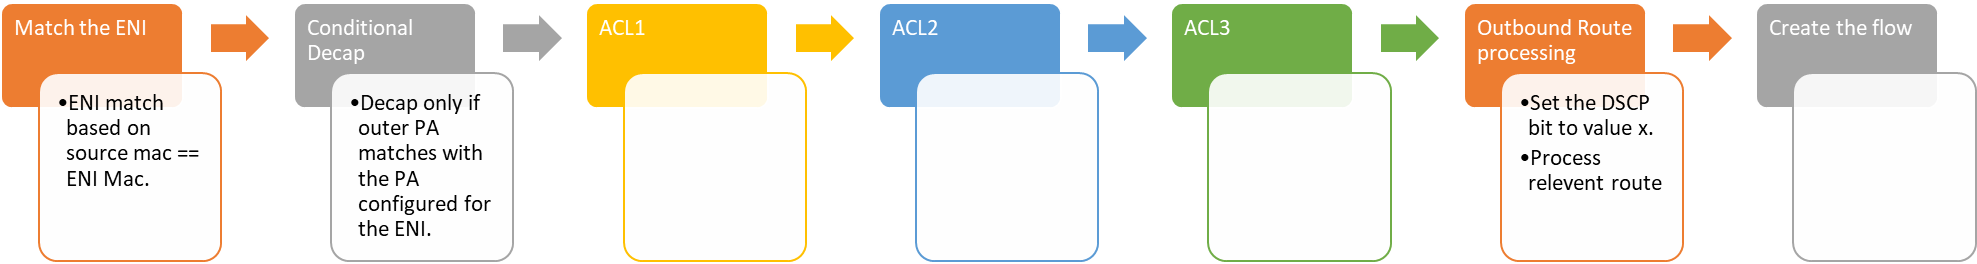 Match the ENI
•ENI match
based on
source mac ==
ENI Mac.
Conditional
Decap
•Decap only if
outer PA
matches with
the PA
configured for
the ENI.
ACL1
ACL2
ACL3
Outbound Route
processing
•Set the DSCP
bit to value x.
•Process
relevent route
Create the flow